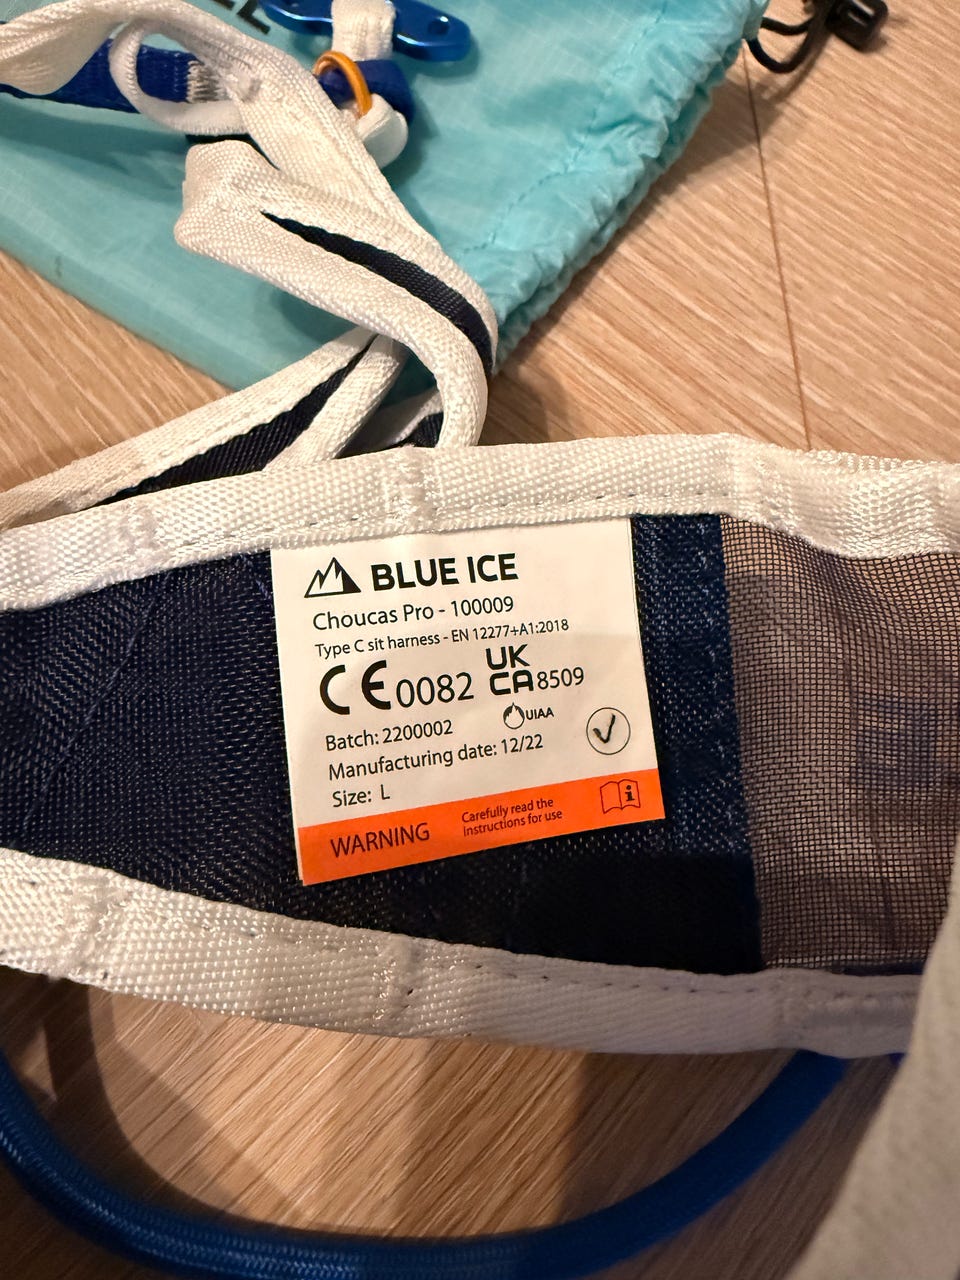 BLUE ICE
Choucas Pro - 100009
Type C sit harness - EN 12277+A1:2018
CE 0082 UK CA 8509
Batch: 2200002 UIAA
Manufacturing date: 12/22
Size: L
WARNING
Carefully read the
instructions for use